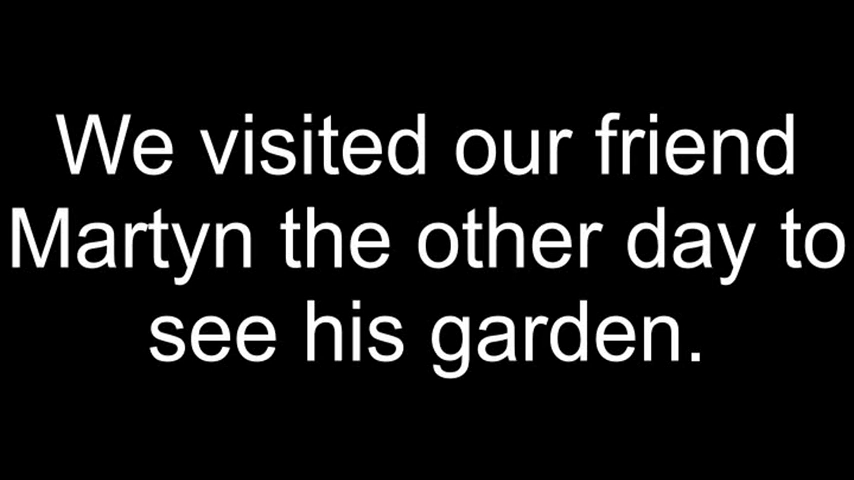 We visited our friend
Martyn the other day to
see his garden.